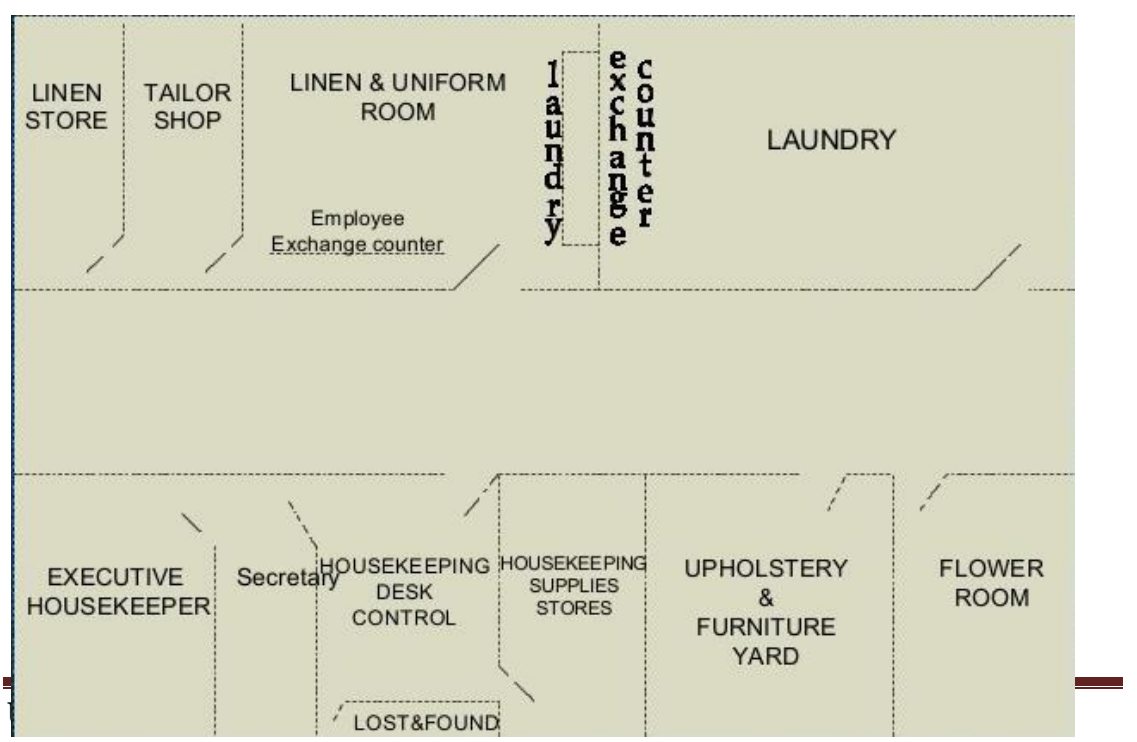 LINEN
STORE
TAILOR
SHOP
LINEN & UNIFORM
ROOM
Employee
Exchange counter
laundry
exchange
counter
LAUNDRY
EXECUTIVE
HOUSEKEEPER
Secretary
HOUSEKEEPING
DESK
CONTROL
LOST&FOUND
HOUSEKEEPING
SUPPLIES
STORES
UPHOLSTERY
&
FURNITURE
YARD
FLOWER
ROOM